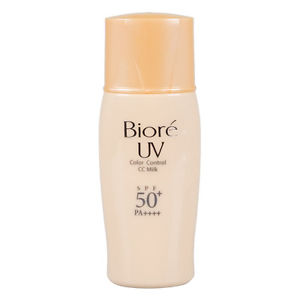 Bioré
UV
Color Control
CC Milk
SPF
50+
PA++++